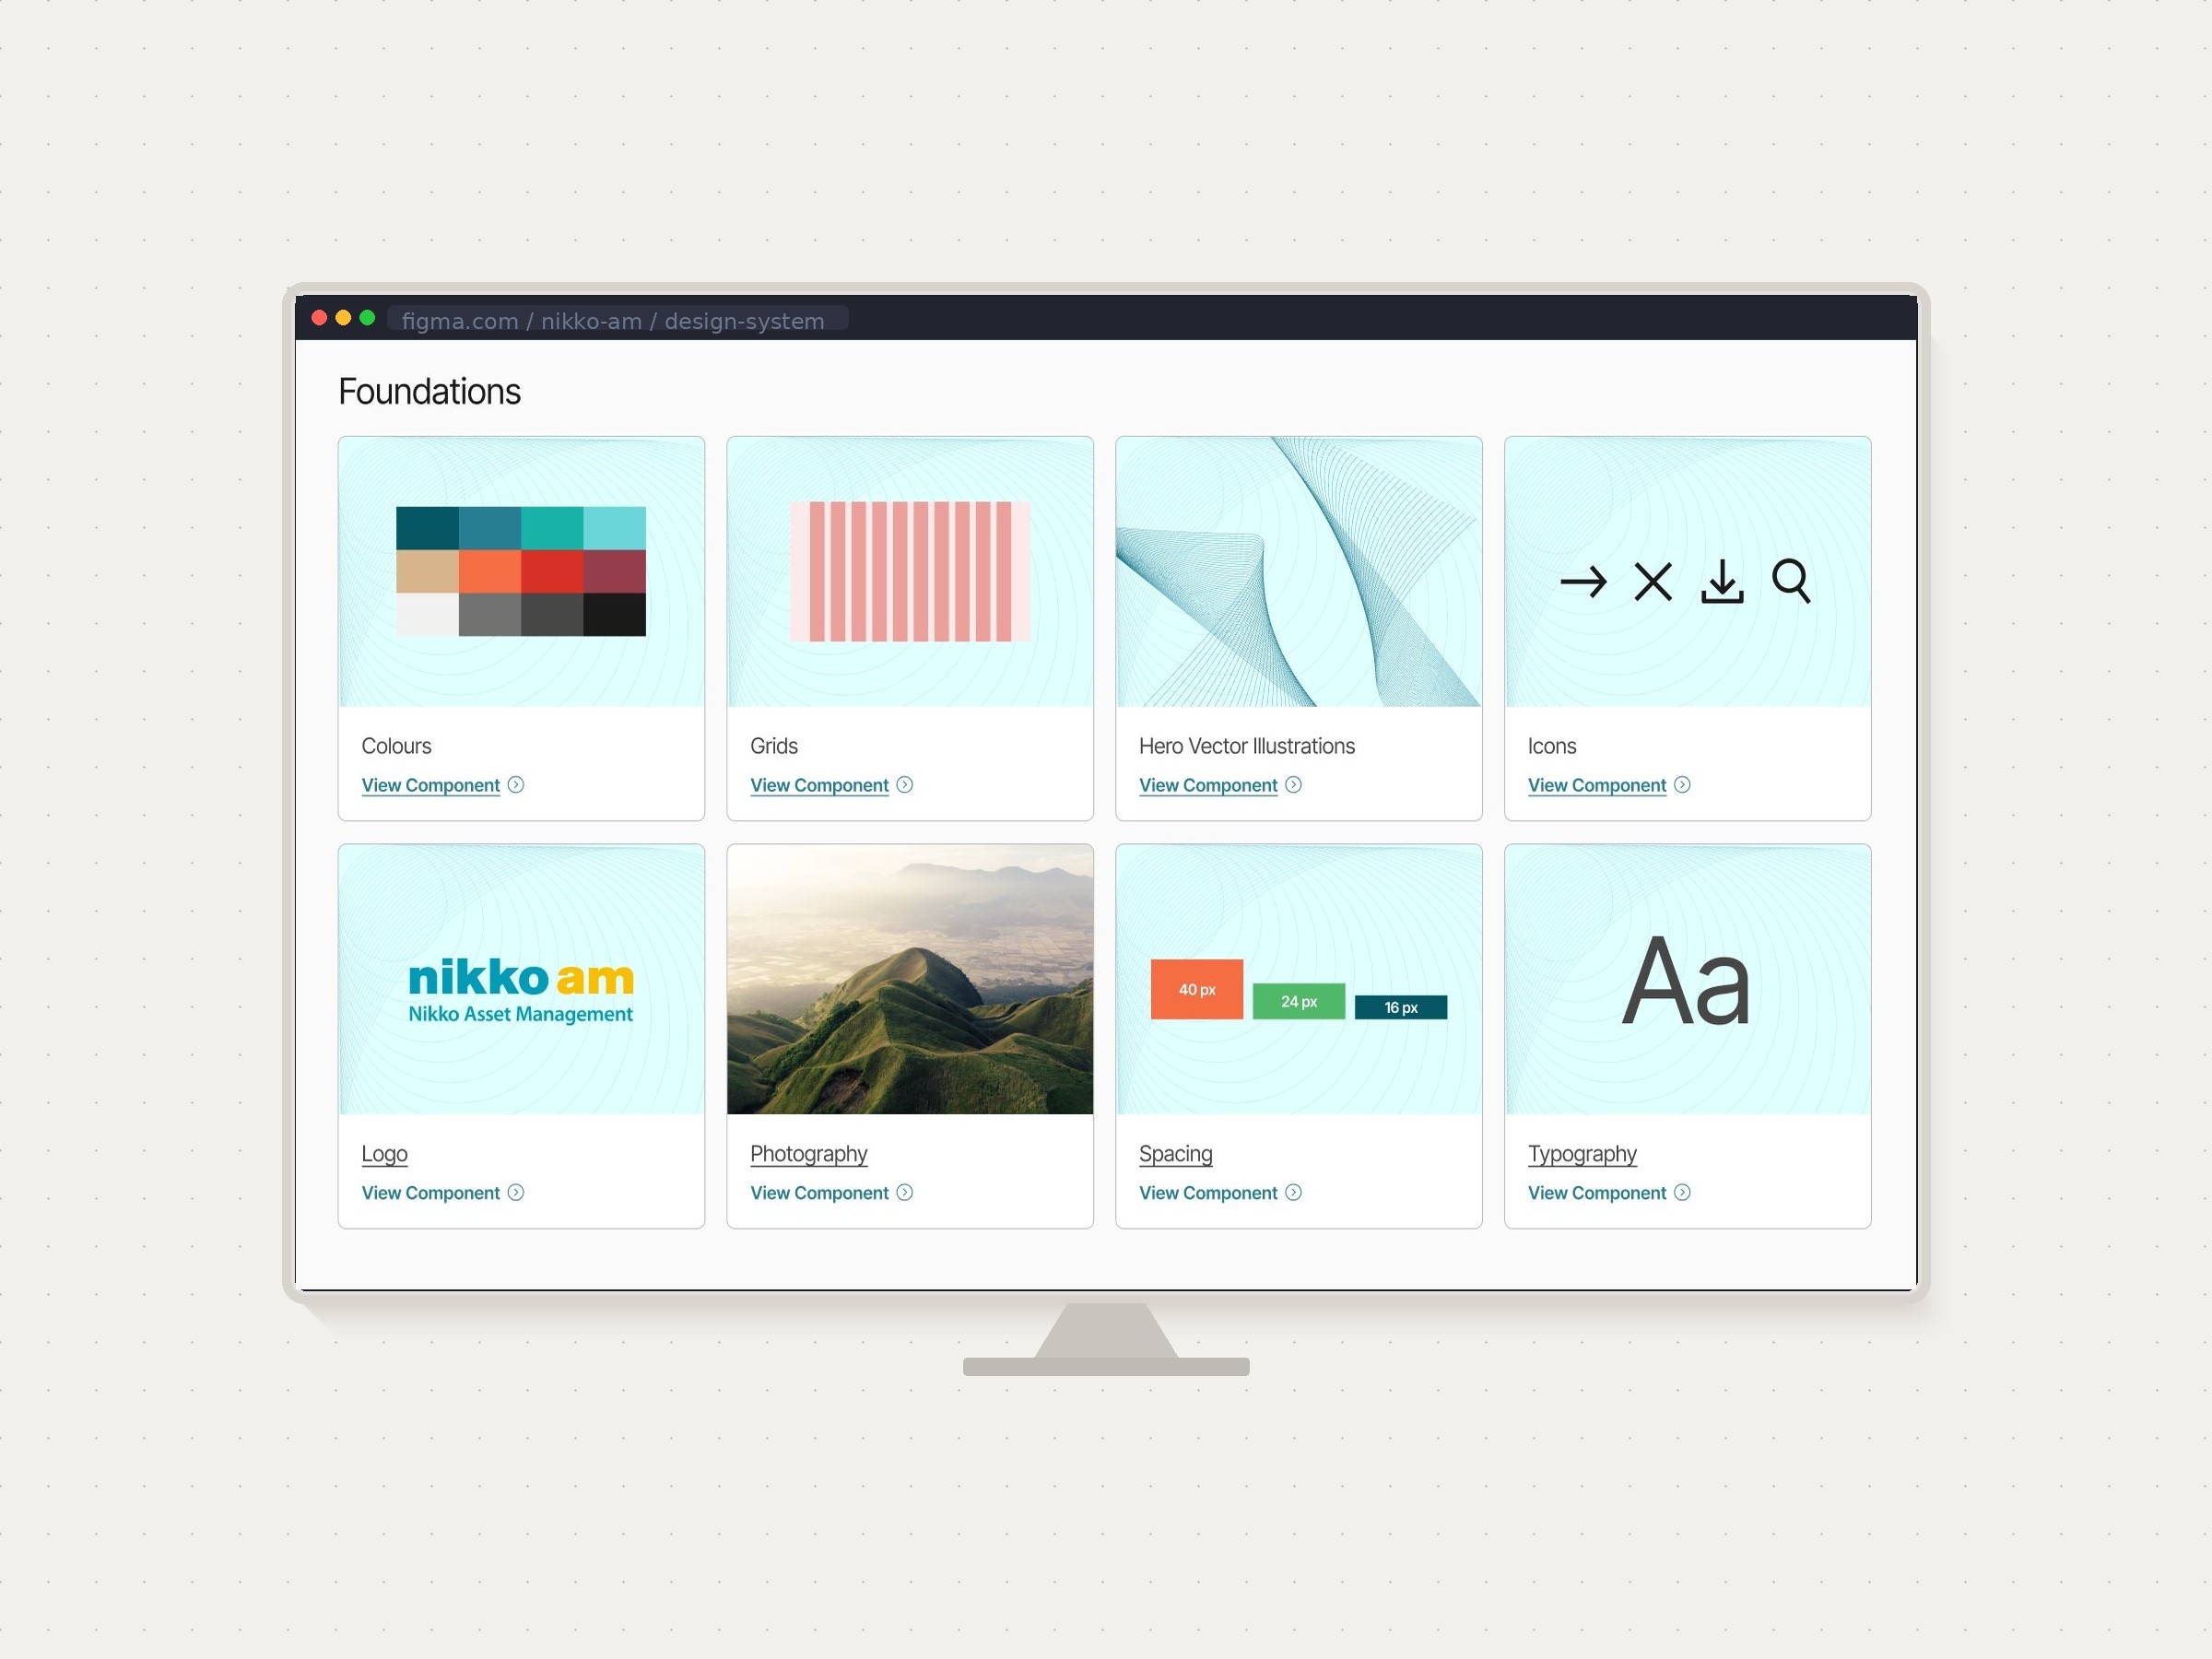 figma.com / nikko-am / design-system
Foundations
Colours
View Component
Grids
View Component
Hero Vector Illustrations
View Component
Icons
View Component
nikko am
Nikko Asset Management
Logo
View Component
Photography
View Component
40 px
24 px
16 px
Spacing
View Component
Aa
Typography
View Component